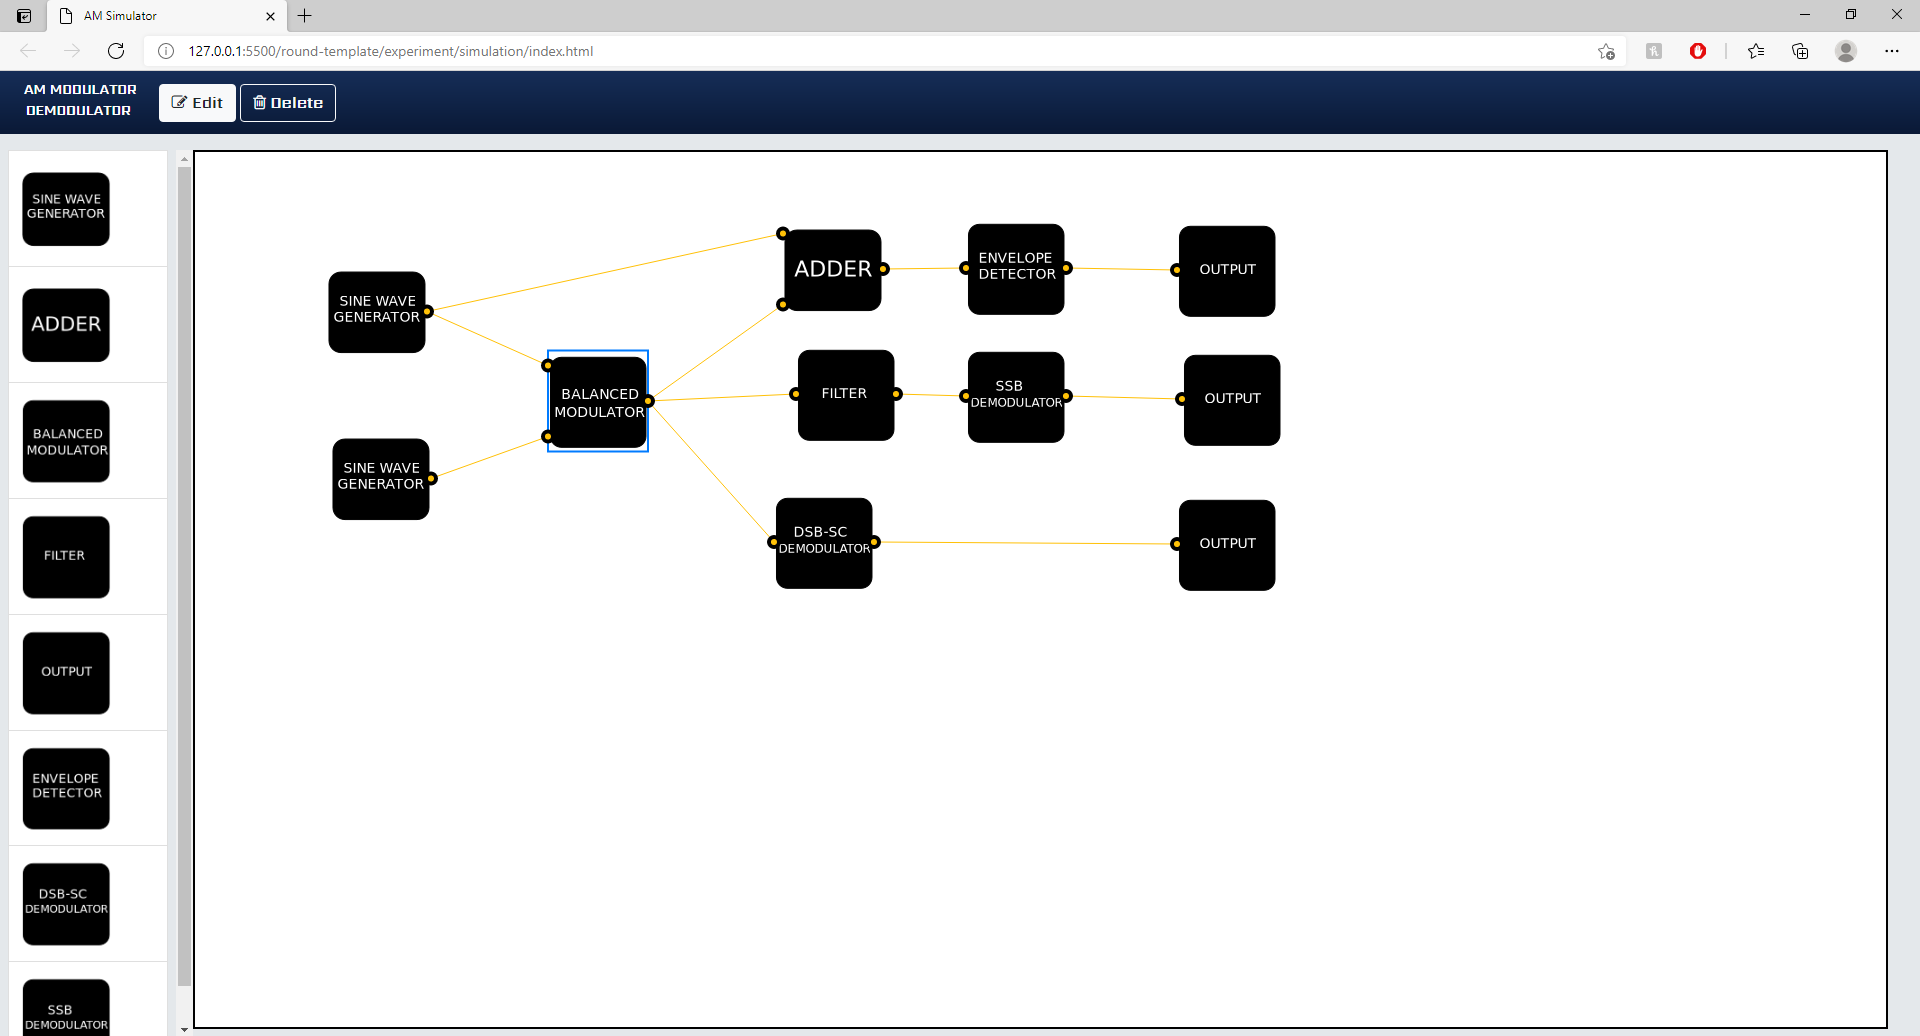 AM Simulator
127.0.0.1:5500/round-template/experiment/simulation/index.html
AM MODULATOR
DEMODULATOR
Edit
Delete
SINE WAVE
GENERATOR
ADDER
BALANCED
MODULATOR
FILTER
OUTPUT
ENVELOPE
DETECTOR
DSB-SC
DEMODULATOR
SSB
DEMODULATOR
SINE WAVE
GENERATOR
SINE WAVE
GENERATOR
BALANCED
MODULATOR
ADDER
ENVELOPE
DETECTOR
OUTPUT
FILTER
SSB
DEMODULATOR
OUTPUT
DSB-SC
DEMODULATOR
OUTPUT